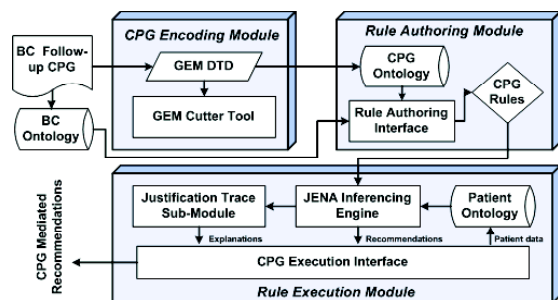 CPG Encoding Module
Rule Authoring Module
BC Follow-
up CPG
GEM DTD
CPG
Ontology
CPG
Rules
BC
Ontology
GEM Cutter Tool
Rule Authoring
Interface
Justification Trace
Sub-Module
JENA Inferencing
Engine
Patient
Ontology
Explanations
Recommendations
Patient data
CPG Execution Interface
CPG Mediated
Recommendations
Rule Execution Module